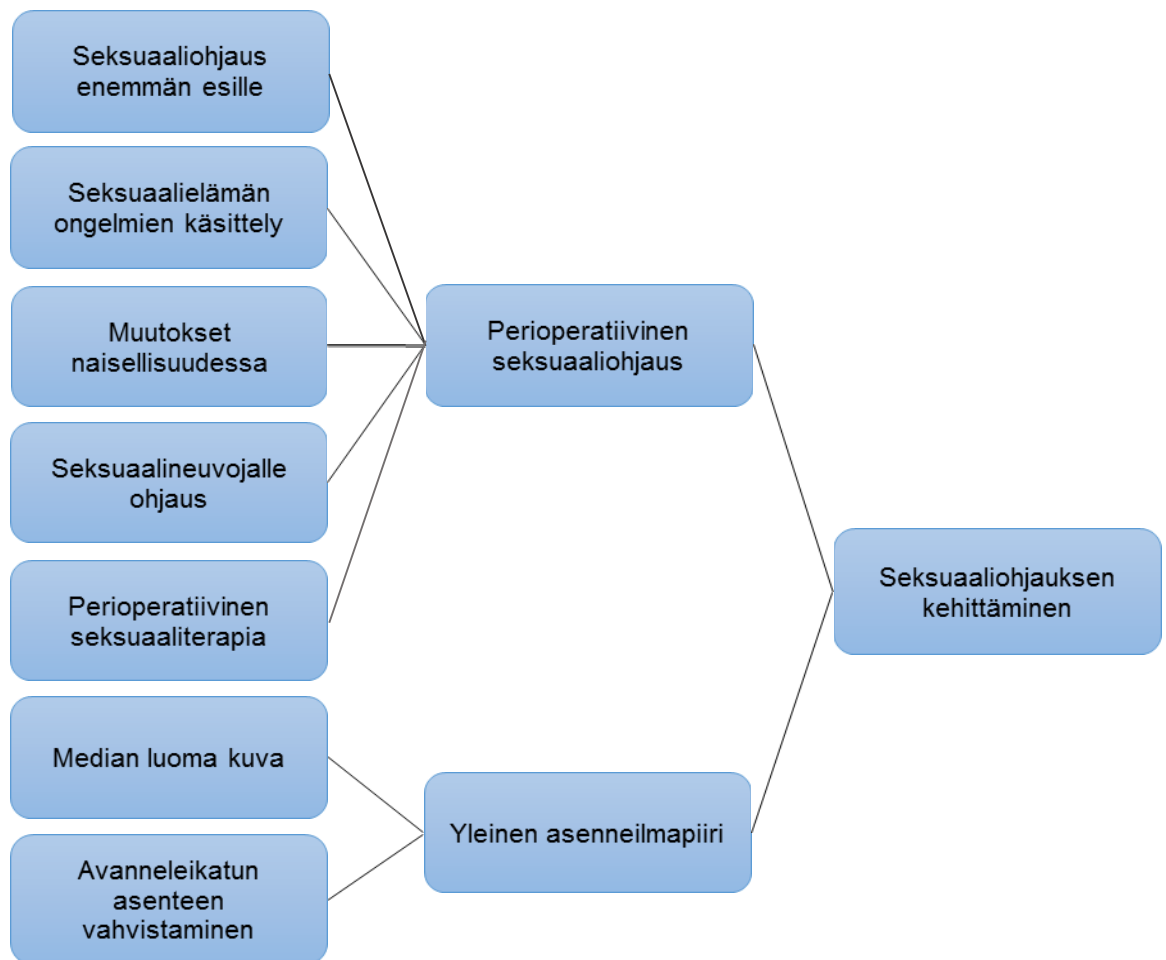 Seksuaaliohjaus
enemmän esille
Seksuaalielämän
ongelmien käsittely
Muutokset
naisellisuudessa
Seksuaalineuvojalle
ohjaus
Perioperatiivinen
seksuaaliterapia
Median luoma kuva
Avanneleikatun
asenteen
vahvistaminen
Perioperatiivinen
seksuaaliohjaus
Yleinen asenneilmapiiri
Seksuaaliohjauksen
kehittäminen